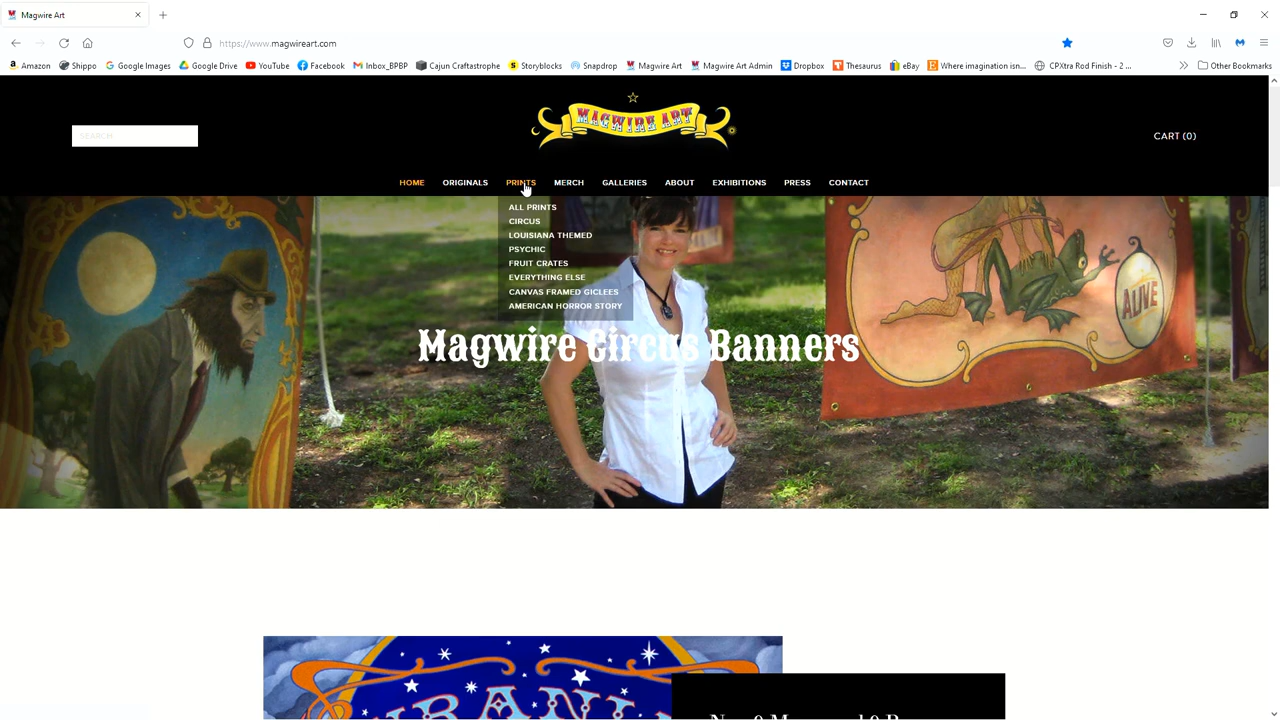 Magwire Art
https://www.magwireart.com
Amazon Shippo Google Images Google Drive YouTube Facebook Inbox_BPBP Cajun Craftastrophe Storyblocks Snapdrop Magwire Art Magwire Art Admin Dropbox Thesaurus eBay Where imagination isn... CPXtra Rod Finish - 2 ... Other Bookmarks
MAGWIRE ART
SEARCH
CART (0)
HOME ORIGINALS PRINTS MERCH GALLERIES ABOUT EXHIBITIONS PRESS CONTACT
ALL PRINTS
CIRCUS
LOUISIANA THEMED
PSYCHIC
FRUIT CRATES
EVERYTHING ELSE
CANVAS FRAMED GICLEES
AMERICAN HORROR STORY
ALIVE
Magwire Circus Banners